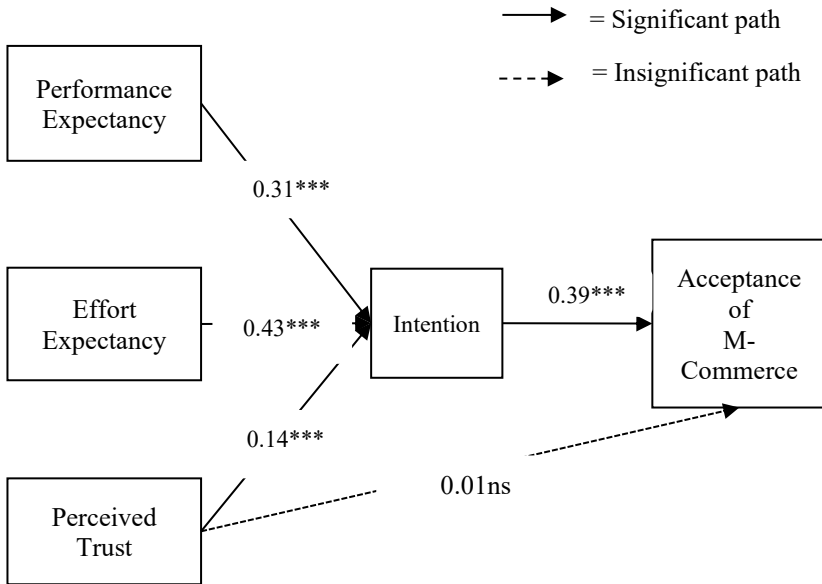 = Significant path
= Insignificant path
Performance
Expectancy
0.31***
Effort
Expectancy
0.43***
Intention
0.39***
Acceptance
of
M-
Commerce
0.14***
0.01ns
Perceived
Trust